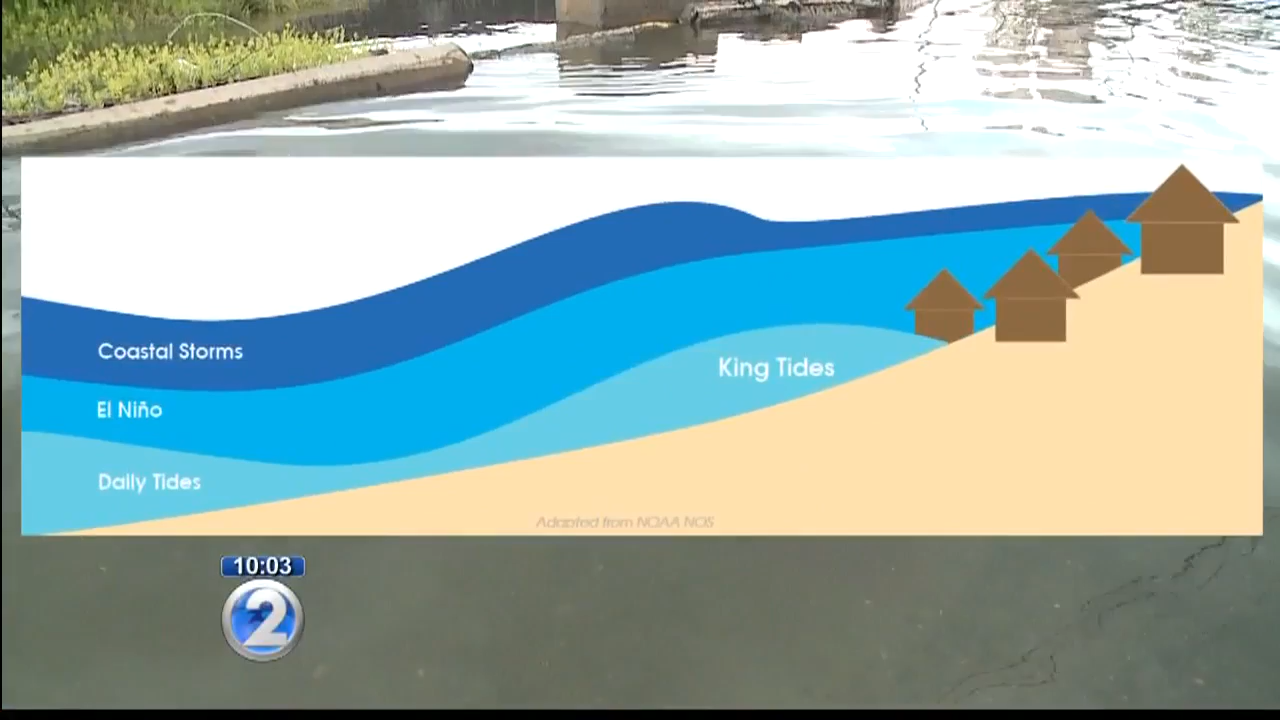 Coastal Storms
El Niño
King Tides
Daily Tides
Adapted from NOAA NOS
10:03
2